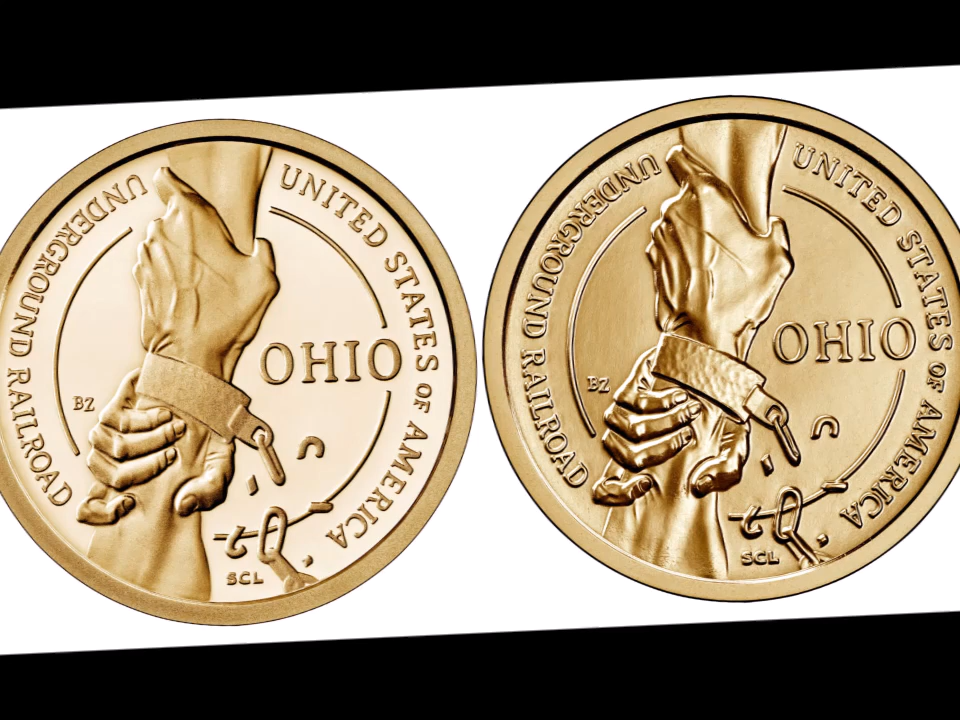 UNDERGROUND RAILROAD
UNITED STATES OF AMERICA
OHIO
BZ
SCL
UNDERGROUND RAILROAD
UNITED STATES OF AMERICA
OHIO
BZ
SCL